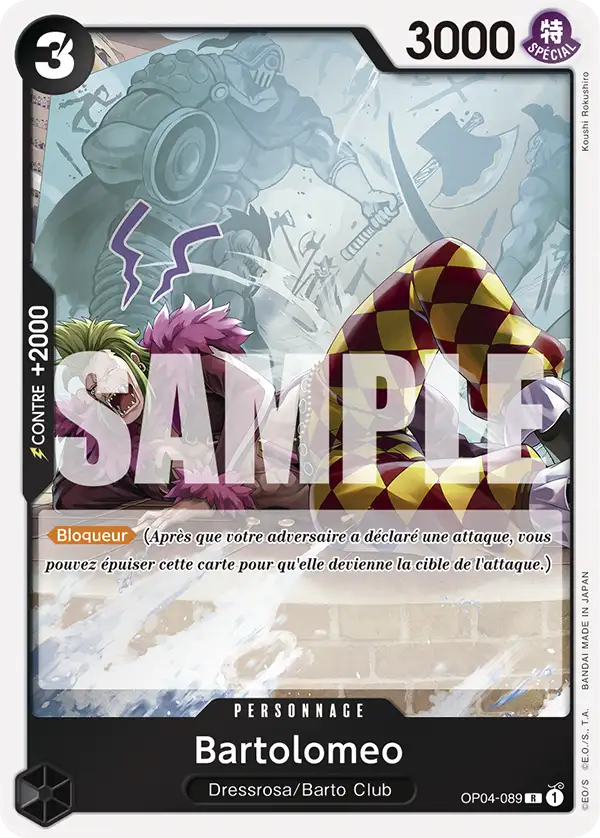 3
3000
特
SPÉCIAL
Koushi Rokushiro
CONTRE +2000
SAMPLE
Bloqueur (Après que votre adversaire a déclaré une attaque, vous
pouvez épuiser cette carte pour qu'elle devienne la cible de l'attaque.)
PERSONNAGE
Bartolomeo
Dressrosa/Barto Club
OP04-089 R 1
©EO/S ©E.O./S., T.A. BANDAI MADE IN JAPAN